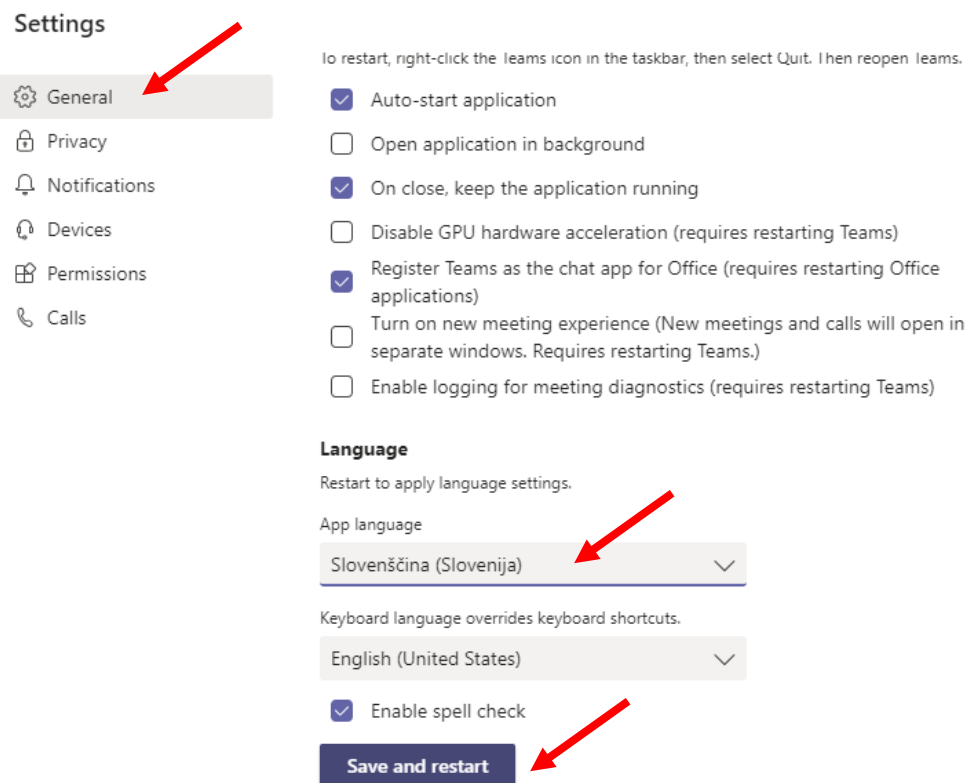 Settings
General
Privacy
Notifications
Devices
Permissions
Calls
To restart, right-click the Teams icon in the taskbar, then select Quit. Then reopen Teams.
Auto-start application
Open application in background
On close, keep the application running
Disable GPU hardware acceleration (requires restarting Teams)
Register Teams as the chat app for Office (requires restarting Office
applications)
Turn on new meeting experience (New meetings and calls will open in
separate windows. Requires restarting Teams.)
Enable logging for meeting diagnostics (requires restarting Teams)
Language
Restart to apply language settings.
App language
Slovenščina (Slovenija)
Keyboard language overrides keyboard shortcuts.
English (United States)
Enable spell check
Save and restart